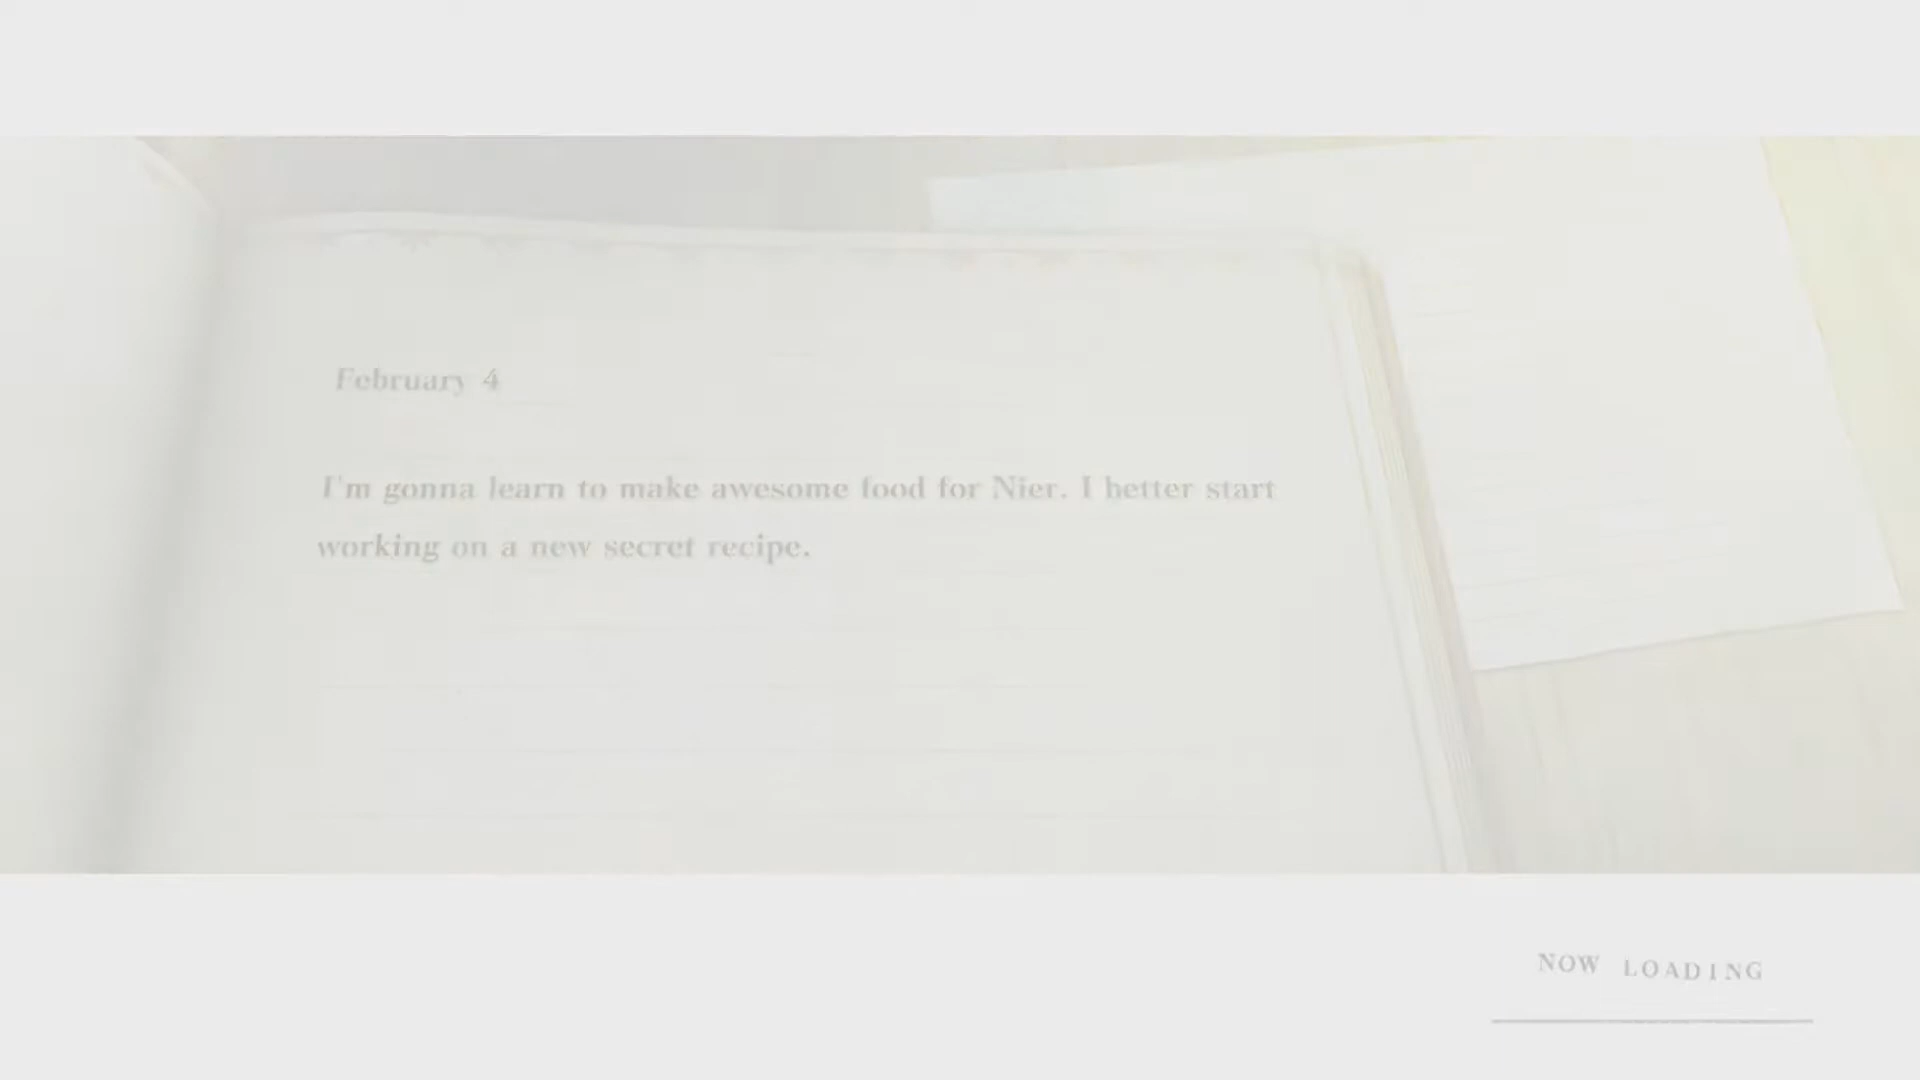 February 4
I'm gonna learn to make awesome food for Nier. I better start
working on a new secret recipe.
NOW LOADING